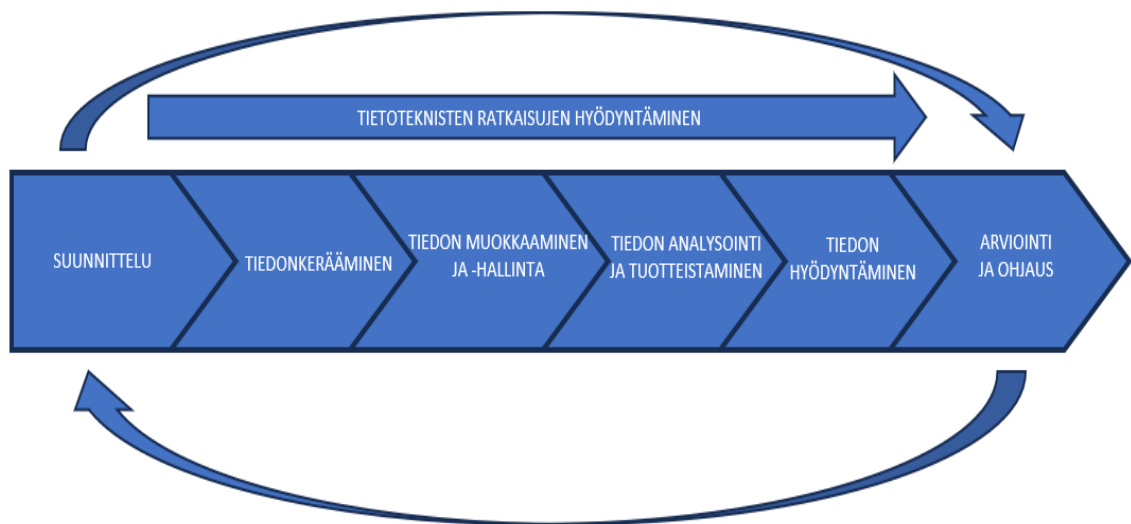 TIETOTEKNISTEN RATKAISUJEN HYÖDYNTÄMINEN
SUUNNITTELU
TIEDONKERÄÄMINEN
TIEDON MUOKKAAMINEN
JA -HALLINTA
TIEDON ANALYSOINTI
JA TUOTTEISTAMINEN
TIEDON
HYÖDYNTÄMINEN
ARVIOINTI
JA OHJAUS